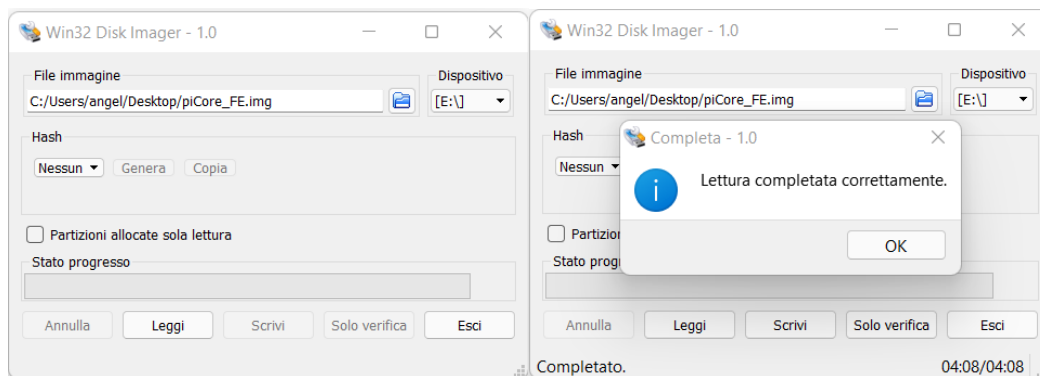 Win32 Disk Imager - 1.0
File immagine
Dispositivo
C:/Users/angel/Desktop/piCore_FE.img
[E:\]
Hash
Nessun
Genera
Copia
Partizioni allocate sola lettura
Stato progresso
Annulla
Leggi
Scrivi
Solo verifica
Esci
Win32 Disk Imager - 1.0
File immagine
Dispositivo
C:/Users/angel/Desktop/piCore_FE.img
[E:\]
Hash
Nessun
Completa - 1.0
Lettura completata correttamente.
OK
Annulla
Leggi
Scrivi
Solo verifica
Esci
Completato.
04:08/04:08